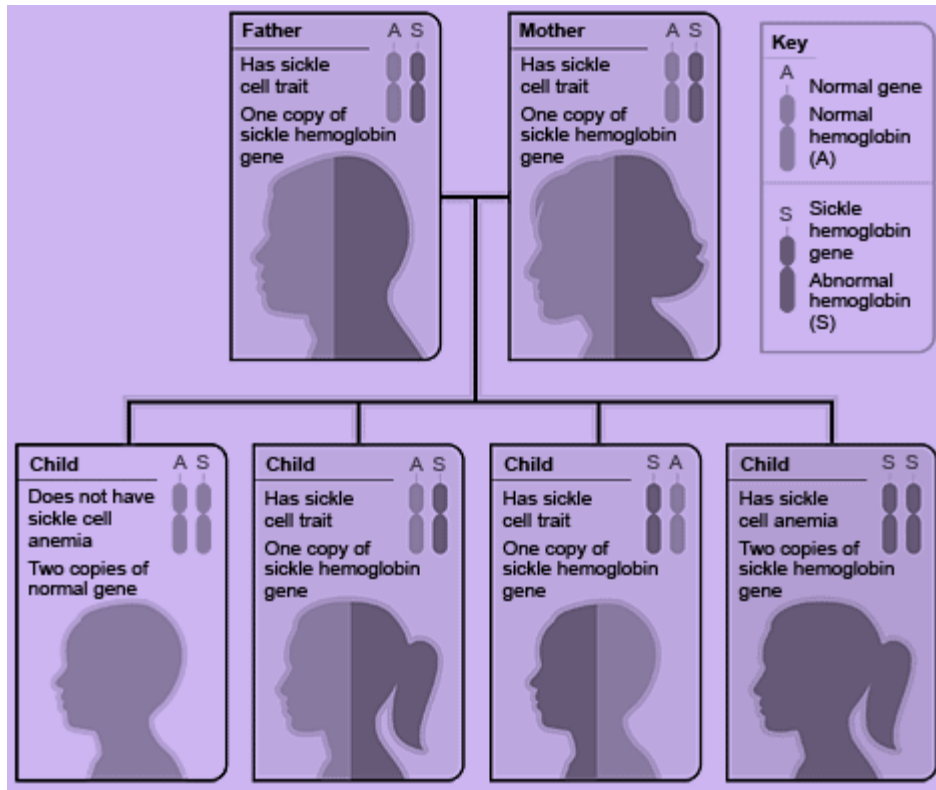 Father A S
Has sickle
cell trait
One copy of
sickle hemoglobin
gene
Mother A S
Has sickle
cell trait
One copy of
sickle hemoglobin
gene
Key
A
Normal gene
Normal
hemoglobin
(A)
S
Sickle
hemoglobin
gene
Abnormal
hemoglobin
(S)
Child A S
Does not have
sickle cell
anemia
Two copies of
normal gene
Child A S
Has sickle
cell trait
One copy of
sickle hemoglobin
gene
Child S A
Has sickle
cell trait
One copy of
sickle hemoglobin
gene
Child S S
Has sickle
cell anemia
Two copies of
sickle hemoglobin
gene